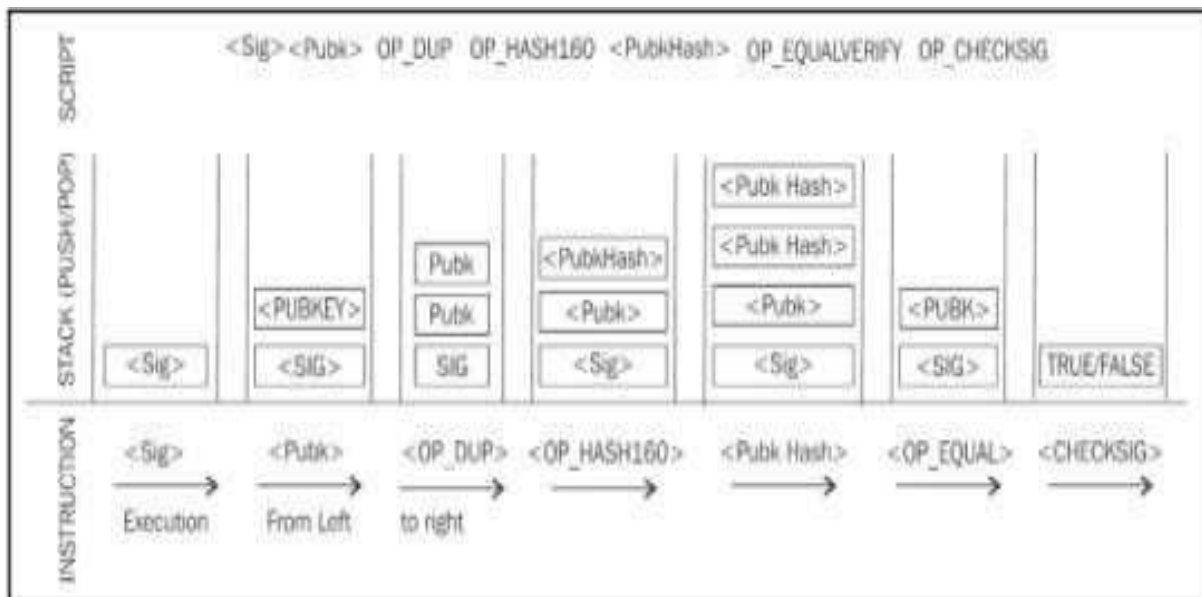 SCRIPT
<Sig> <Pubk> OP_DUP OP_HASH160 <PubkHash> OP_EQUALVERIFY OP_CHECKSIG
STACK (PUSH/POP)
<Sig>
<PUBKEY>
<SIG>
Pubk
Pubk
SIG
<PubkHash>
<Pubk>
<Sig>
<Pubk Hash>
<Pubk Hash>
<Pubk>
<Sig>
<PUBK>
<SIG>
TRUE/FALSE
INSTRUCTION
<Sig> <Pubk> <OP_DUP> <OP_HASH160> <Pubk Hash> <OP_EQUAL> <CHECKSIG>
Execution From Left to right